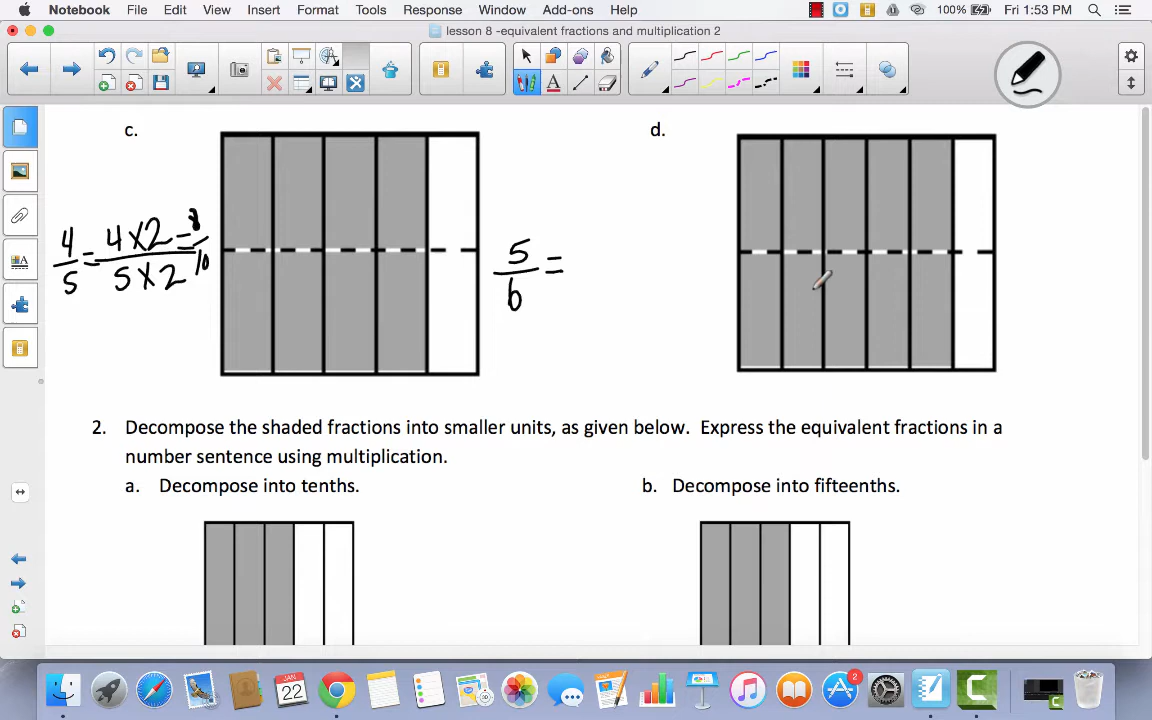 Notebook File Edit View Insert Format Tools Response Window Add-ons Help 100% Fri 1:53 PM
lesson 8 -equivalent fractions and multiplication 2
c.
d.
4/5 = 4 X 2 / 5 X 2 = 8/10
5/6 =
2. Decompose the shaded fractions into smaller units, as given below. Express the equivalent fractions in a
number sentence using multiplication.
a. Decompose into tenths.
b. Decompose into fifteenths.
JAN
22
2